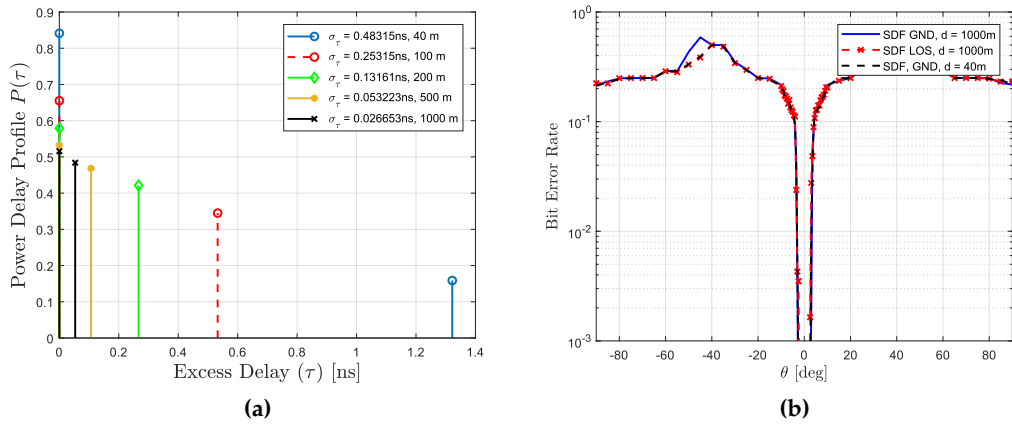 0.9
0.8
0.7
0.6
0.5
0.4
0.3
0.2
0.1
0
Power Delay Profile P(τ)
σ_τ = 0.48315ns, 40 m
σ_τ = 0.25315ns, 100 m
σ_τ = 0.13161ns, 200 m
σ_τ = 0.053223ns, 500 m
σ_τ = 0.026653ns, 1000 m
0 0.2 0.4 0.6 0.8 1 1.2 1.4
Excess Delay (τ) [ns]
(a)
10^0
10^-1
10^-2
10^-3
Bit Error Rate
SDF GND, d = 1000m
SDF LOS, d = 1000m
SDF, GND, d = 40m
-80 -60 -40 -20 0 20 40 60 80
θ [deg]
(b)